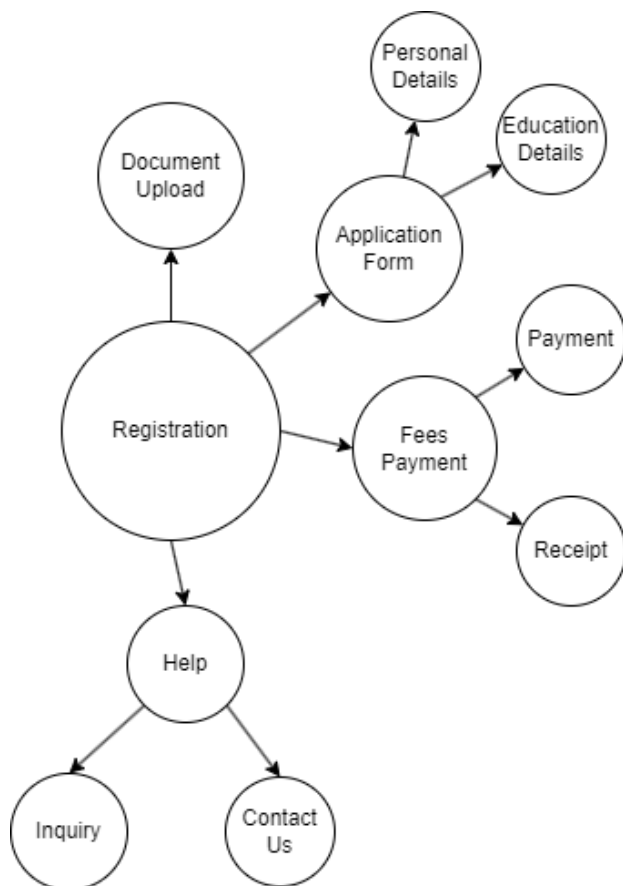 Personal
Details
Education
Details
Document
Upload
Application
Form
Payment
Registration
Fees
Payment
Receipt
Help
Inquiry
Contact
Us